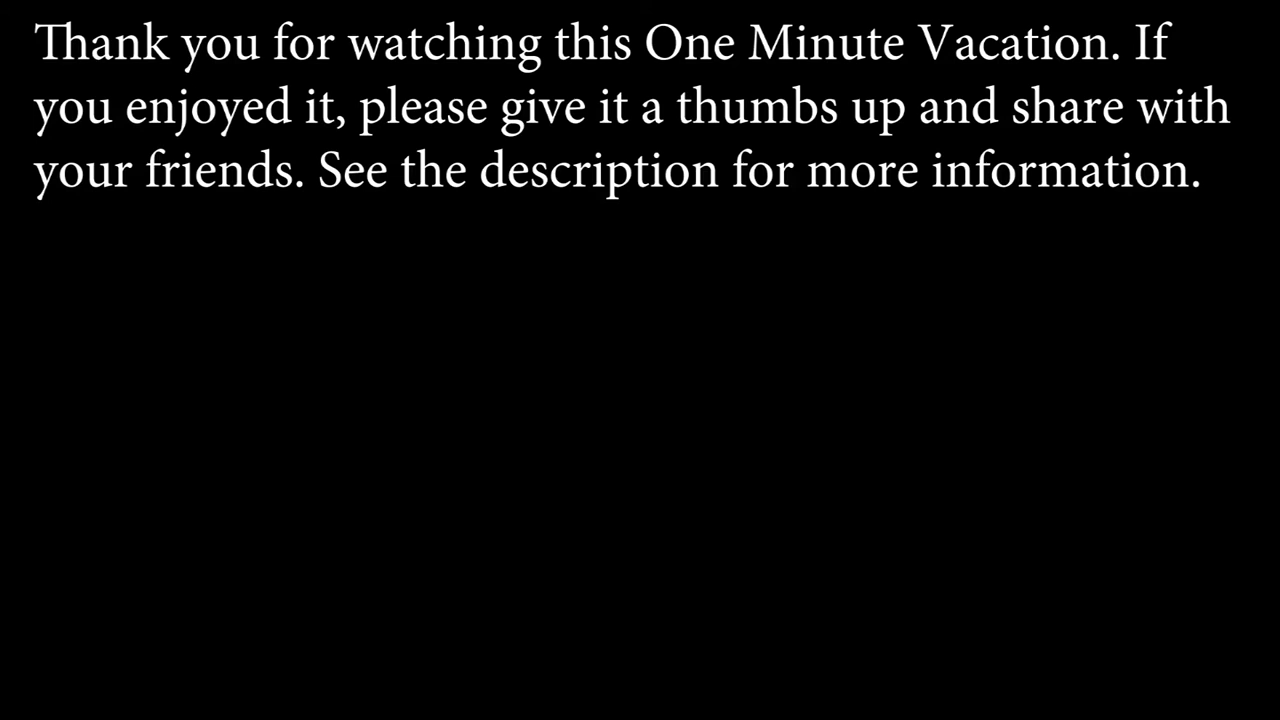 Thank you for watching this One Minute Vacation. If
you enjoyed it, please give it a thumbs up and share with
your friends. See the description for more information.